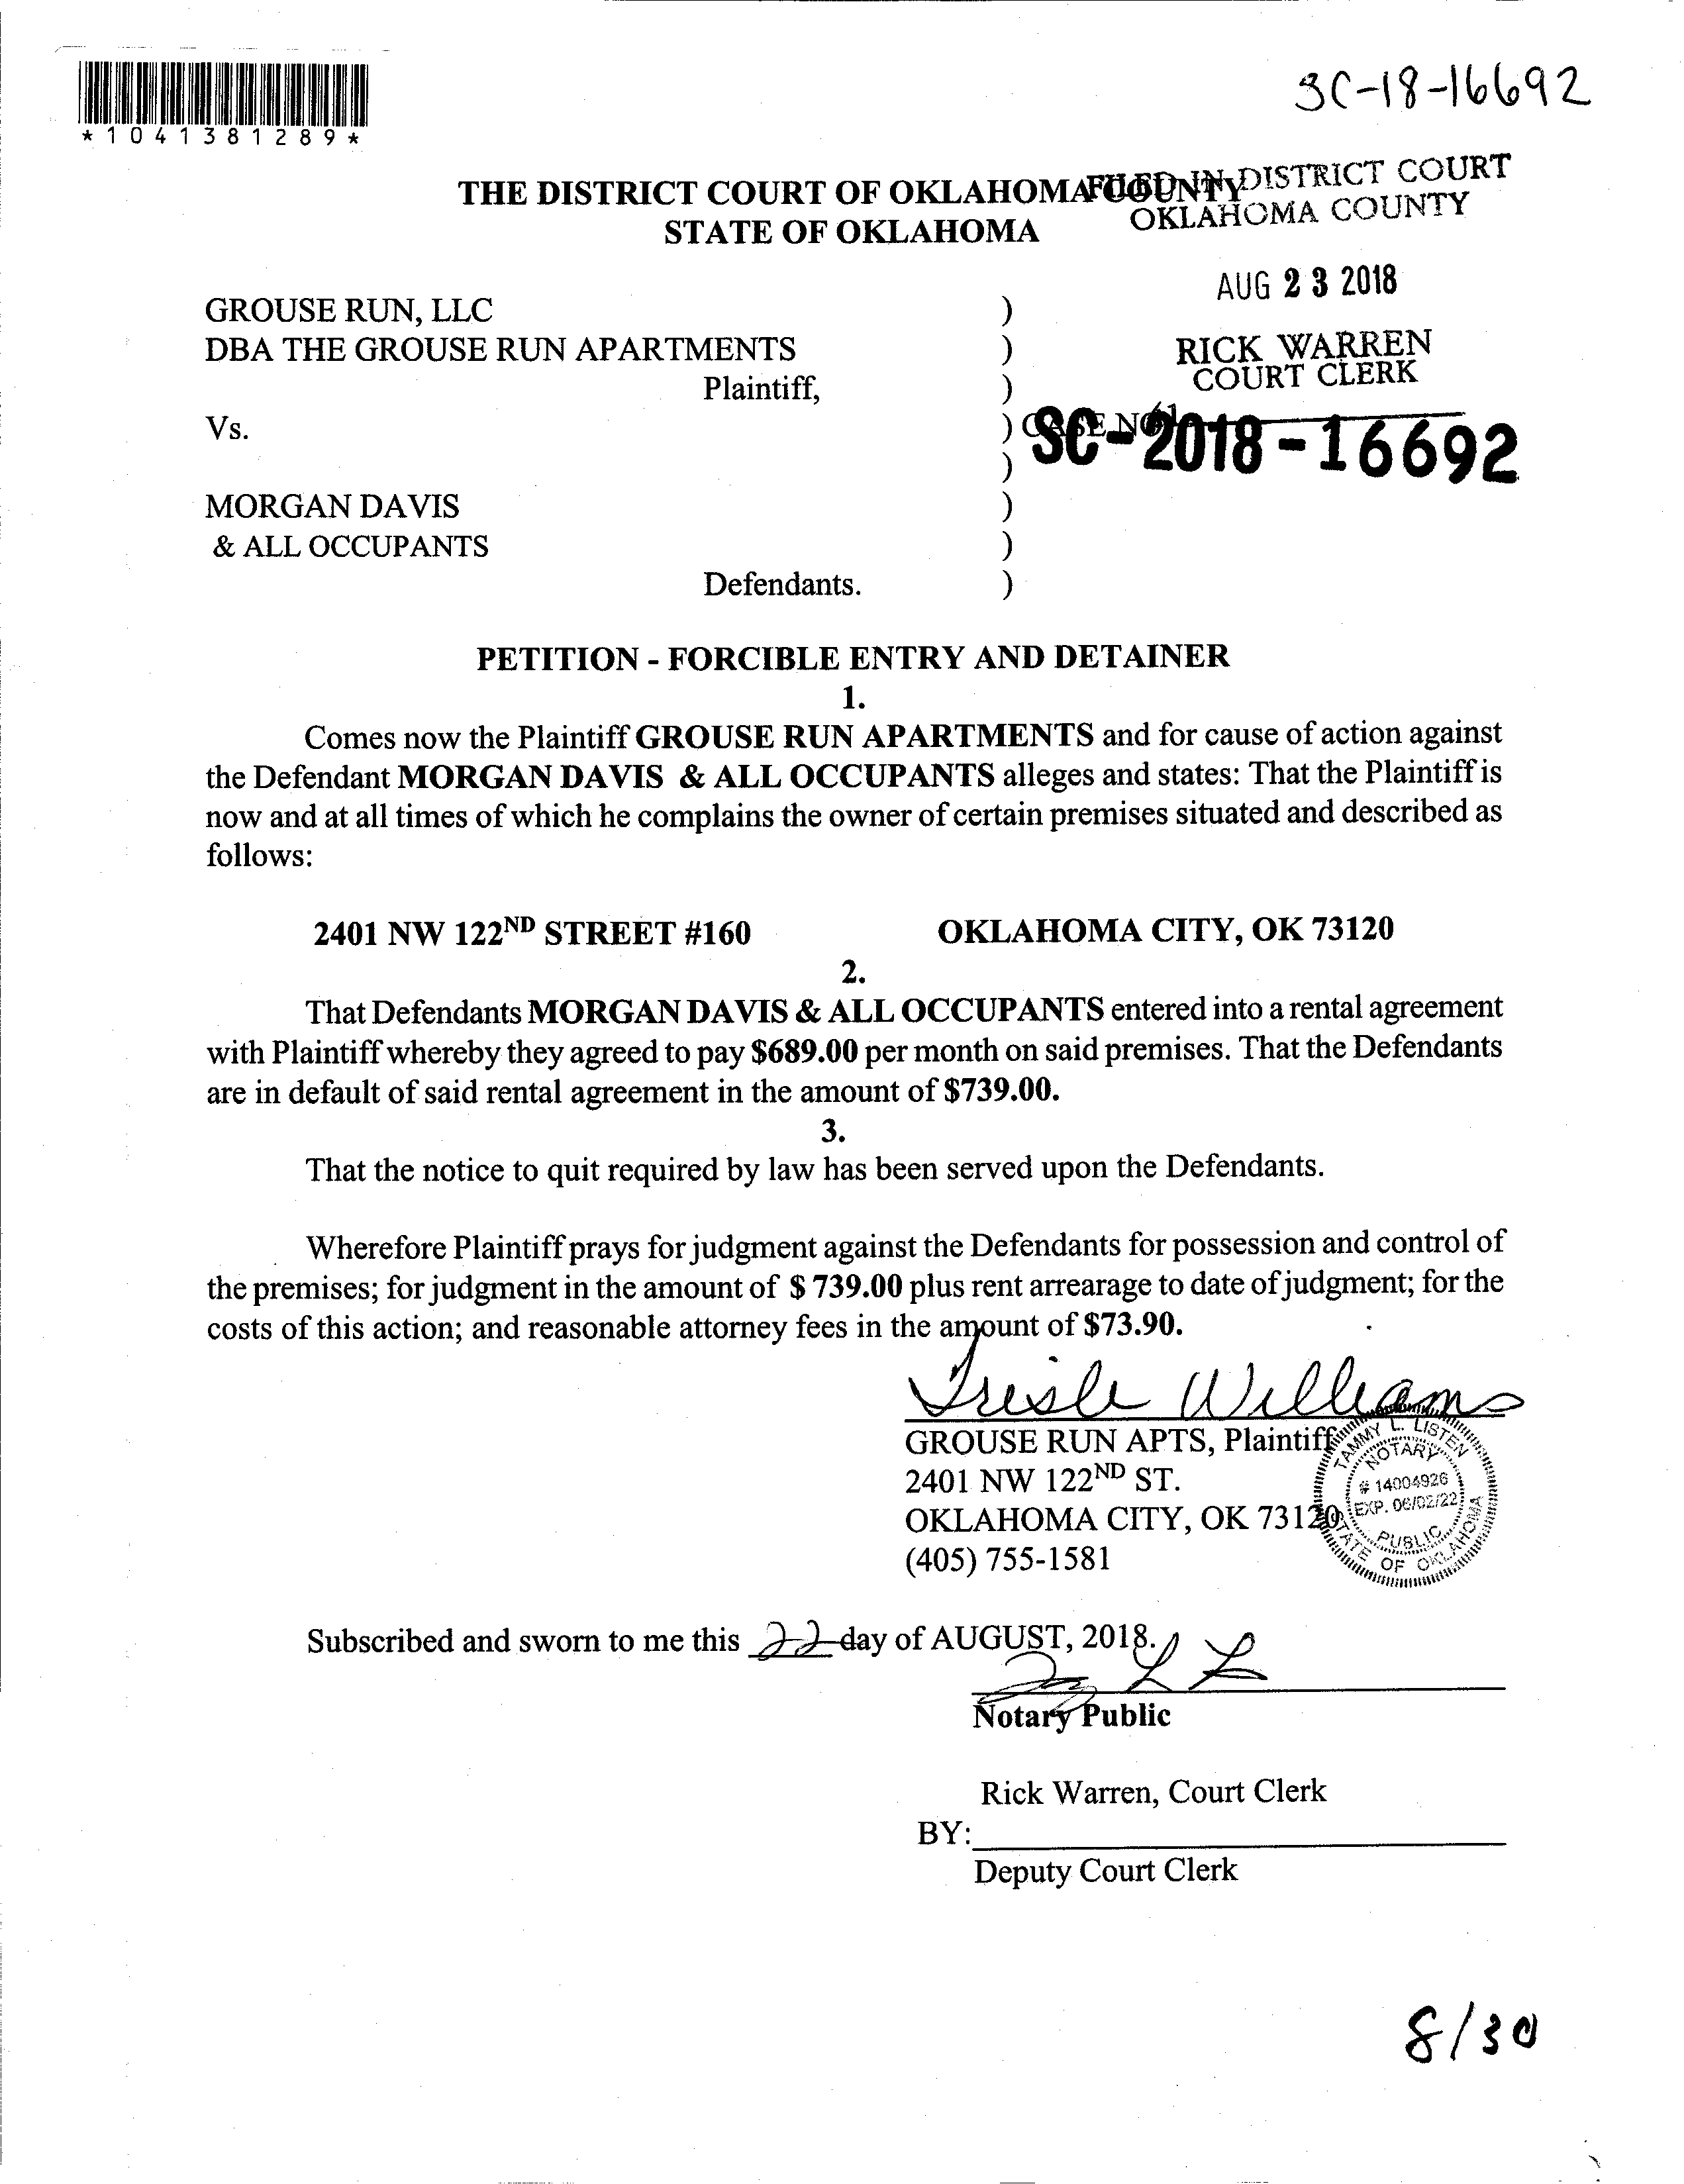 SC-18-16692
*1041381289*
THE DISTRICT COURT OF OKLAHOMA COUNTY
STATE OF OKLAHOMA
FILED IN DISTRICT COURT
OKLAHOMA COUNTY
AUG 23 2018
RICK WARREN
COURT CLERK
GROUSE RUN, LLC )
DBA THE GROUSE RUN APARTMENTS )
Plaintiff, )
Vs. ) CASE NO
SC-2018-16692
)
MORGAN DAVIS )
& ALL OCCUPANTS )
Defendants. )
PETITION - FORCIBLE ENTRY AND DETAINER
1.
Comes now the Plaintiff GROUSE RUN APARTMENTS and for cause of action against
the Defendant MORGAN DAVIS & ALL OCCUPANTS alleges and states: That the Plaintiff is
now and at all times of which he complains the owner of certain premises situated and described as
follows:
2401 NW 122ND STREET #160 OKLAHOMA CITY, OK 73120
2.
That Defendants MORGAN DAVIS & ALL OCCUPANTS entered into a rental agreement
with Plaintiff whereby they agreed to pay $689.00 per month on said premises. That the Defendants
are in default of said rental agreement in the amount of $739.00.
3.
That the notice to quit required by law has been served upon the Defendants.
Wherefore Plaintiff prays for judgment against the Defendants for possession and control of
the premises; for judgment in the amount of $ 739.00 plus rent arrearage to date of judgment; for the
costs of this action; and reasonable attorney fees in the amount of $73.90.
Williams
GROUSE RUN APTS, Plaintiff
2401 NW 122ND ST.
OKLAHOMA CITY, OK 73120
(405) 755-1581
TAMMY L. LISTEN
NOTARY
# 14004926
EXP. 06/02/22
PUBLIC
STATE OF OKLAHOMA
Subscribed and sworn to me this 22 day of AUGUST, 2018.
Notary Public
Rick Warren, Court Clerk
BY:
Deputy Court Clerk
8/30